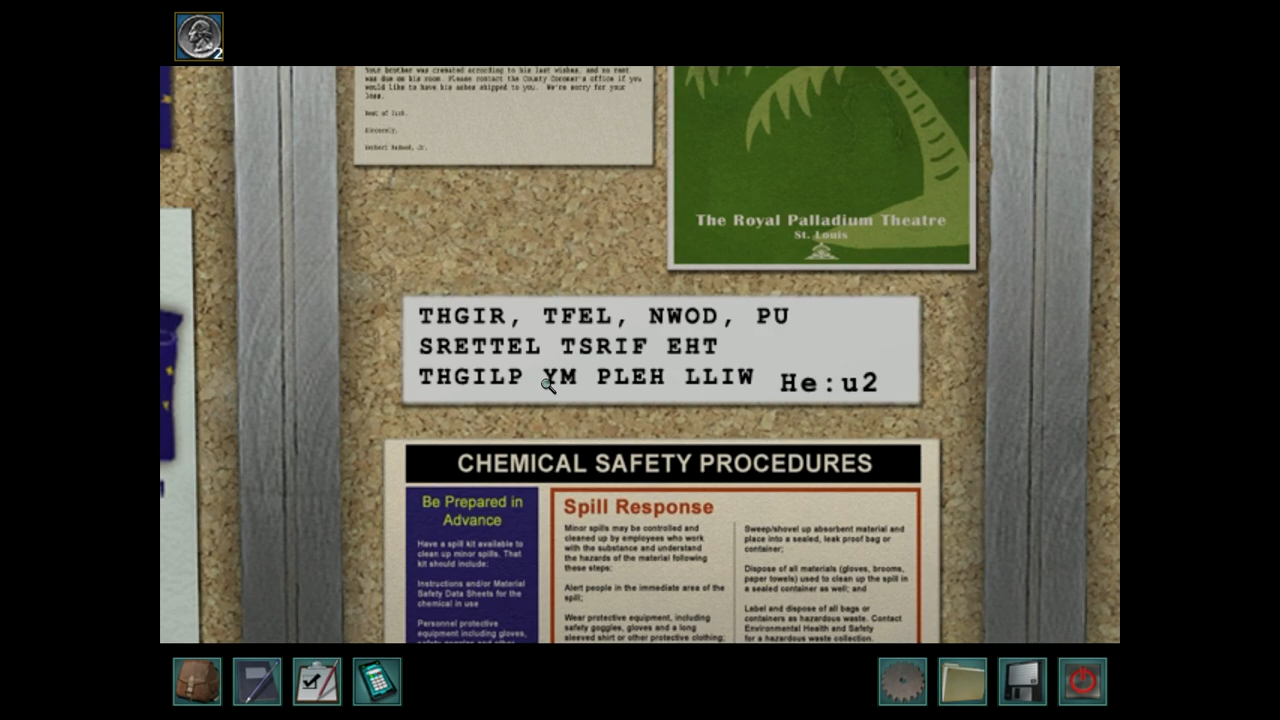 2
Your brother was cremated according to his last wishes, and no rent
was due on his room. Please contact the County Coroner's office if you
would like to have his ashes shipped to you. We're sorry for your
loss.
Best of luck.
Sincerely,
The Royal Palladium Theatre
St. Louis
THGIR, TFEL, NWOD, PU
SRETTEL TSRIF EHT
THGILP YM PLEH LLIW
He:u2
CHEMICAL SAFETY PROCEDURES
Be Prepared in
Advance
Have a spill kit available to
clean up minor spills. That
kit should include:
Instructions and/or Material
Safety Data Sheets for the
chemical in use
Personnel protective
equipment including gloves,
Spill Response
Minor spills may be controlled and
cleaned up by employees who work
with the substance and understand
the hazards of the material following
these steps:
Alert people in the immediate area of the
spill;
Wear protective equipment, including
safety goggles, gloves and a long
sleeved shirt or other protective clothing;
Sweep/shovel up absorbent material and
place into a sealed, leak proof bag or
container;
Dispose of all materials (gloves, brooms,
paper towels) used to clean up the spill in
a sealed container as well; and
Label and dispose of all bags or
containers as hazardous waste. Contact
Environmental Health and Safety
for a hazardous waste collection.